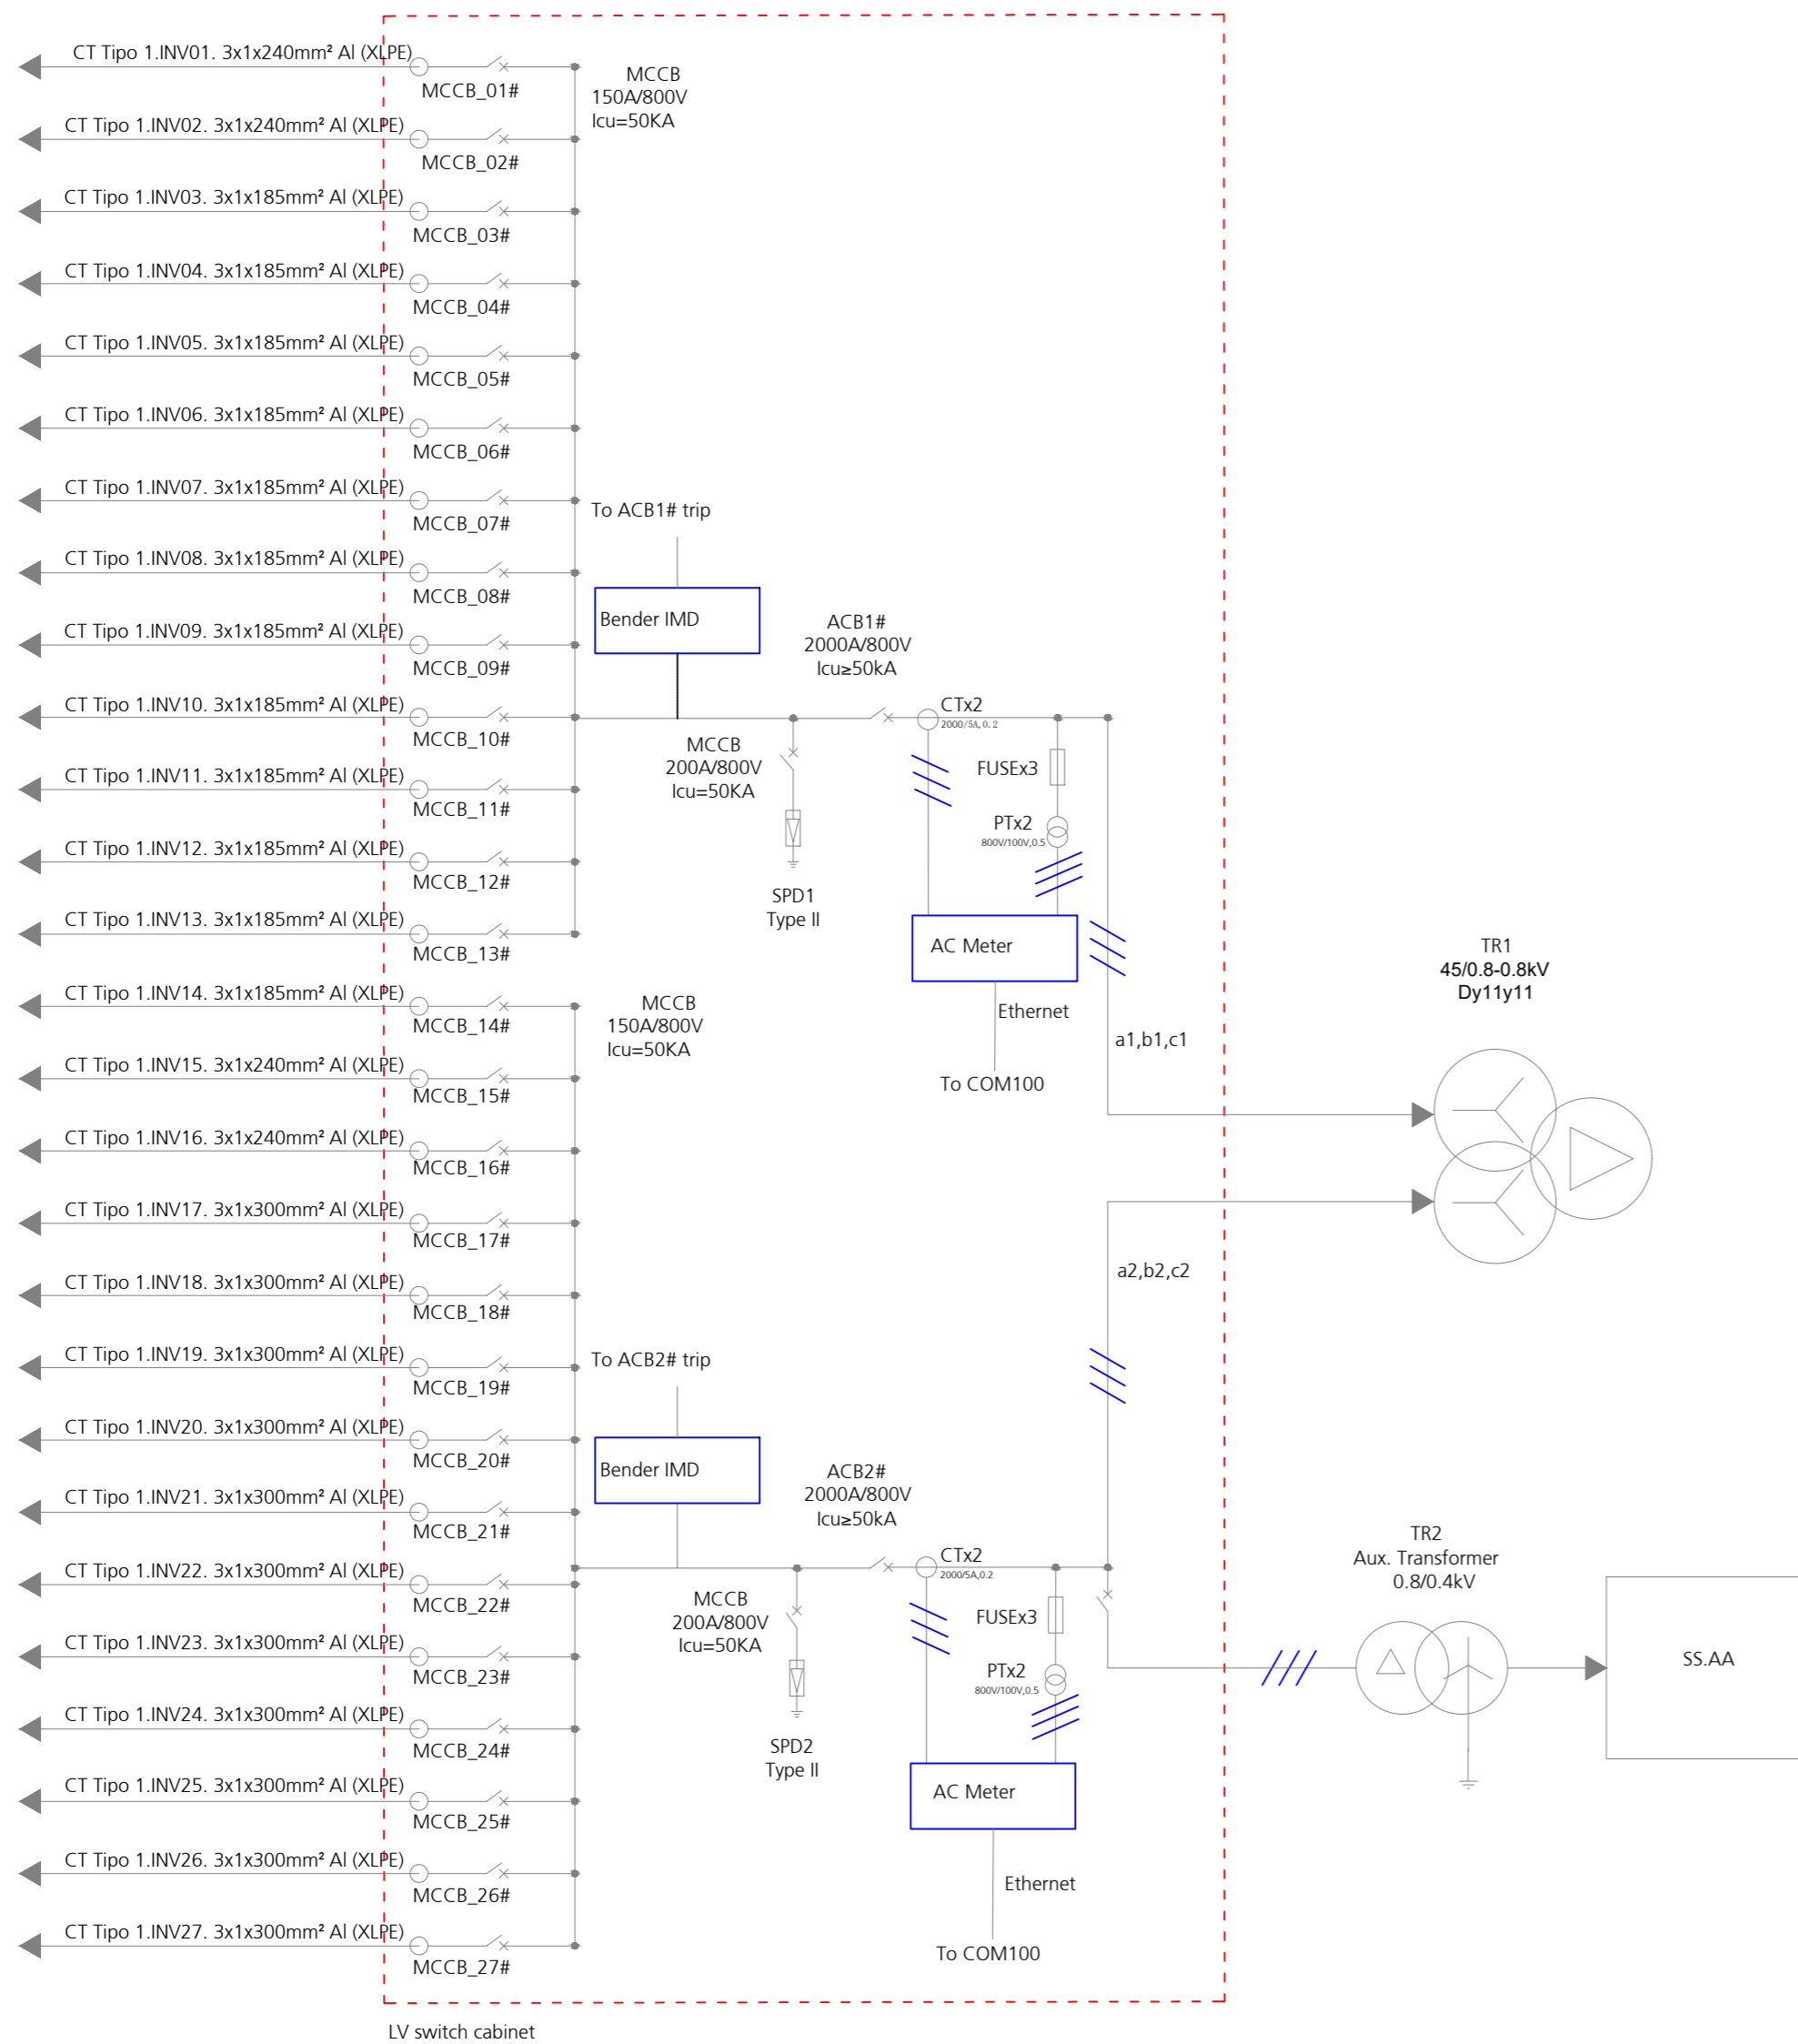 CT Tipo 1.INV01. 3x1x240mm² Al (XLPE)
MCCB_01#
MCCB
150A/800V
Icu=50KA
CT Tipo 1.INV02. 3x1x240mm² Al (XLPE)
MCCB_02#
CT Tipo 1.INV03. 3x1x185mm² Al (XLPE)
MCCB_03#
CT Tipo 1.INV04. 3x1x185mm² Al (XLPE)
MCCB_04#
CT Tipo 1.INV05. 3x1x185mm² Al (XLPE)
MCCB_05#
CT Tipo 1.INV06. 3x1x185mm² Al (XLPE)
MCCB_06#
CT Tipo 1.INV07. 3x1x185mm² Al (XLPE)
MCCB_07#
CT Tipo 1.INV08. 3x1x185mm² Al (XLPE)
MCCB_08#
CT Tipo 1.INV09. 3x1x185mm² Al (XLPE)
MCCB_09#
CT Tipo 1.INV10. 3x1x185mm² Al (XLPE)
MCCB_10#
CT Tipo 1.INV11. 3x1x185mm² Al (XLPE)
MCCB_11#
CT Tipo 1.INV12. 3x1x185mm² Al (XLPE)
MCCB_12#
CT Tipo 1.INV13. 3x1x185mm² Al (XLPE)
MCCB_13#
To ACB1# trip
Bender IMD
ACB1#
2000A/800V
Icu≥50kA
CTx2
2000/5A, 0. 2
MCCB
200A/800V
Icu=50KA
FUSEx3
PTx2
800V/100V,0.5
SPD1
Type II
AC Meter
Ethernet
To COM100
a1,b1,c1
TR1
45/0.8-0.8kV
Dy11y11
CT Tipo 1.INV14. 3x1x185mm² Al (XLPE)
MCCB_14#
MCCB
150A/800V
Icu=50KA
CT Tipo 1.INV15. 3x1x240mm² Al (XLPE)
MCCB_15#
CT Tipo 1.INV16. 3x1x240mm² Al (XLPE)
MCCB_16#
CT Tipo 1.INV17. 3x1x300mm² Al (XLPE)
MCCB_17#
CT Tipo 1.INV18. 3x1x300mm² Al (XLPE)
MCCB_18#
CT Tipo 1.INV19. 3x1x300mm² Al (XLPE)
MCCB_19#
CT Tipo 1.INV20. 3x1x300mm² Al (XLPE)
MCCB_20#
CT Tipo 1.INV21. 3x1x300mm² Al (XLPE)
MCCB_21#
CT Tipo 1.INV22. 3x1x300mm² Al (XLPE)
MCCB_22#
CT Tipo 1.INV23. 3x1x300mm² Al (XLPE)
MCCB_23#
CT Tipo 1.INV24. 3x1x300mm² Al (XLPE)
MCCB_24#
CT Tipo 1.INV25. 3x1x300mm² Al (XLPE)
MCCB_25#
CT Tipo 1.INV26. 3x1x300mm² Al (XLPE)
MCCB_26#
CT Tipo 1.INV27. 3x1x300mm² Al (XLPE)
MCCB_27#
a2,b2,c2
To ACB2# trip
Bender IMD
ACB2#
2000A/800V
Icu≥50kA
CTx2
2000/5A,0.2
MCCB
200A/800V
Icu=50KA
FUSEx3
PTx2
800V/100V,0.5
SPD2
Type II
AC Meter
Ethernet
To COM100
TR2
Aux. Transformer
0.8/0.4kV
SS.AA
LV switch cabinet